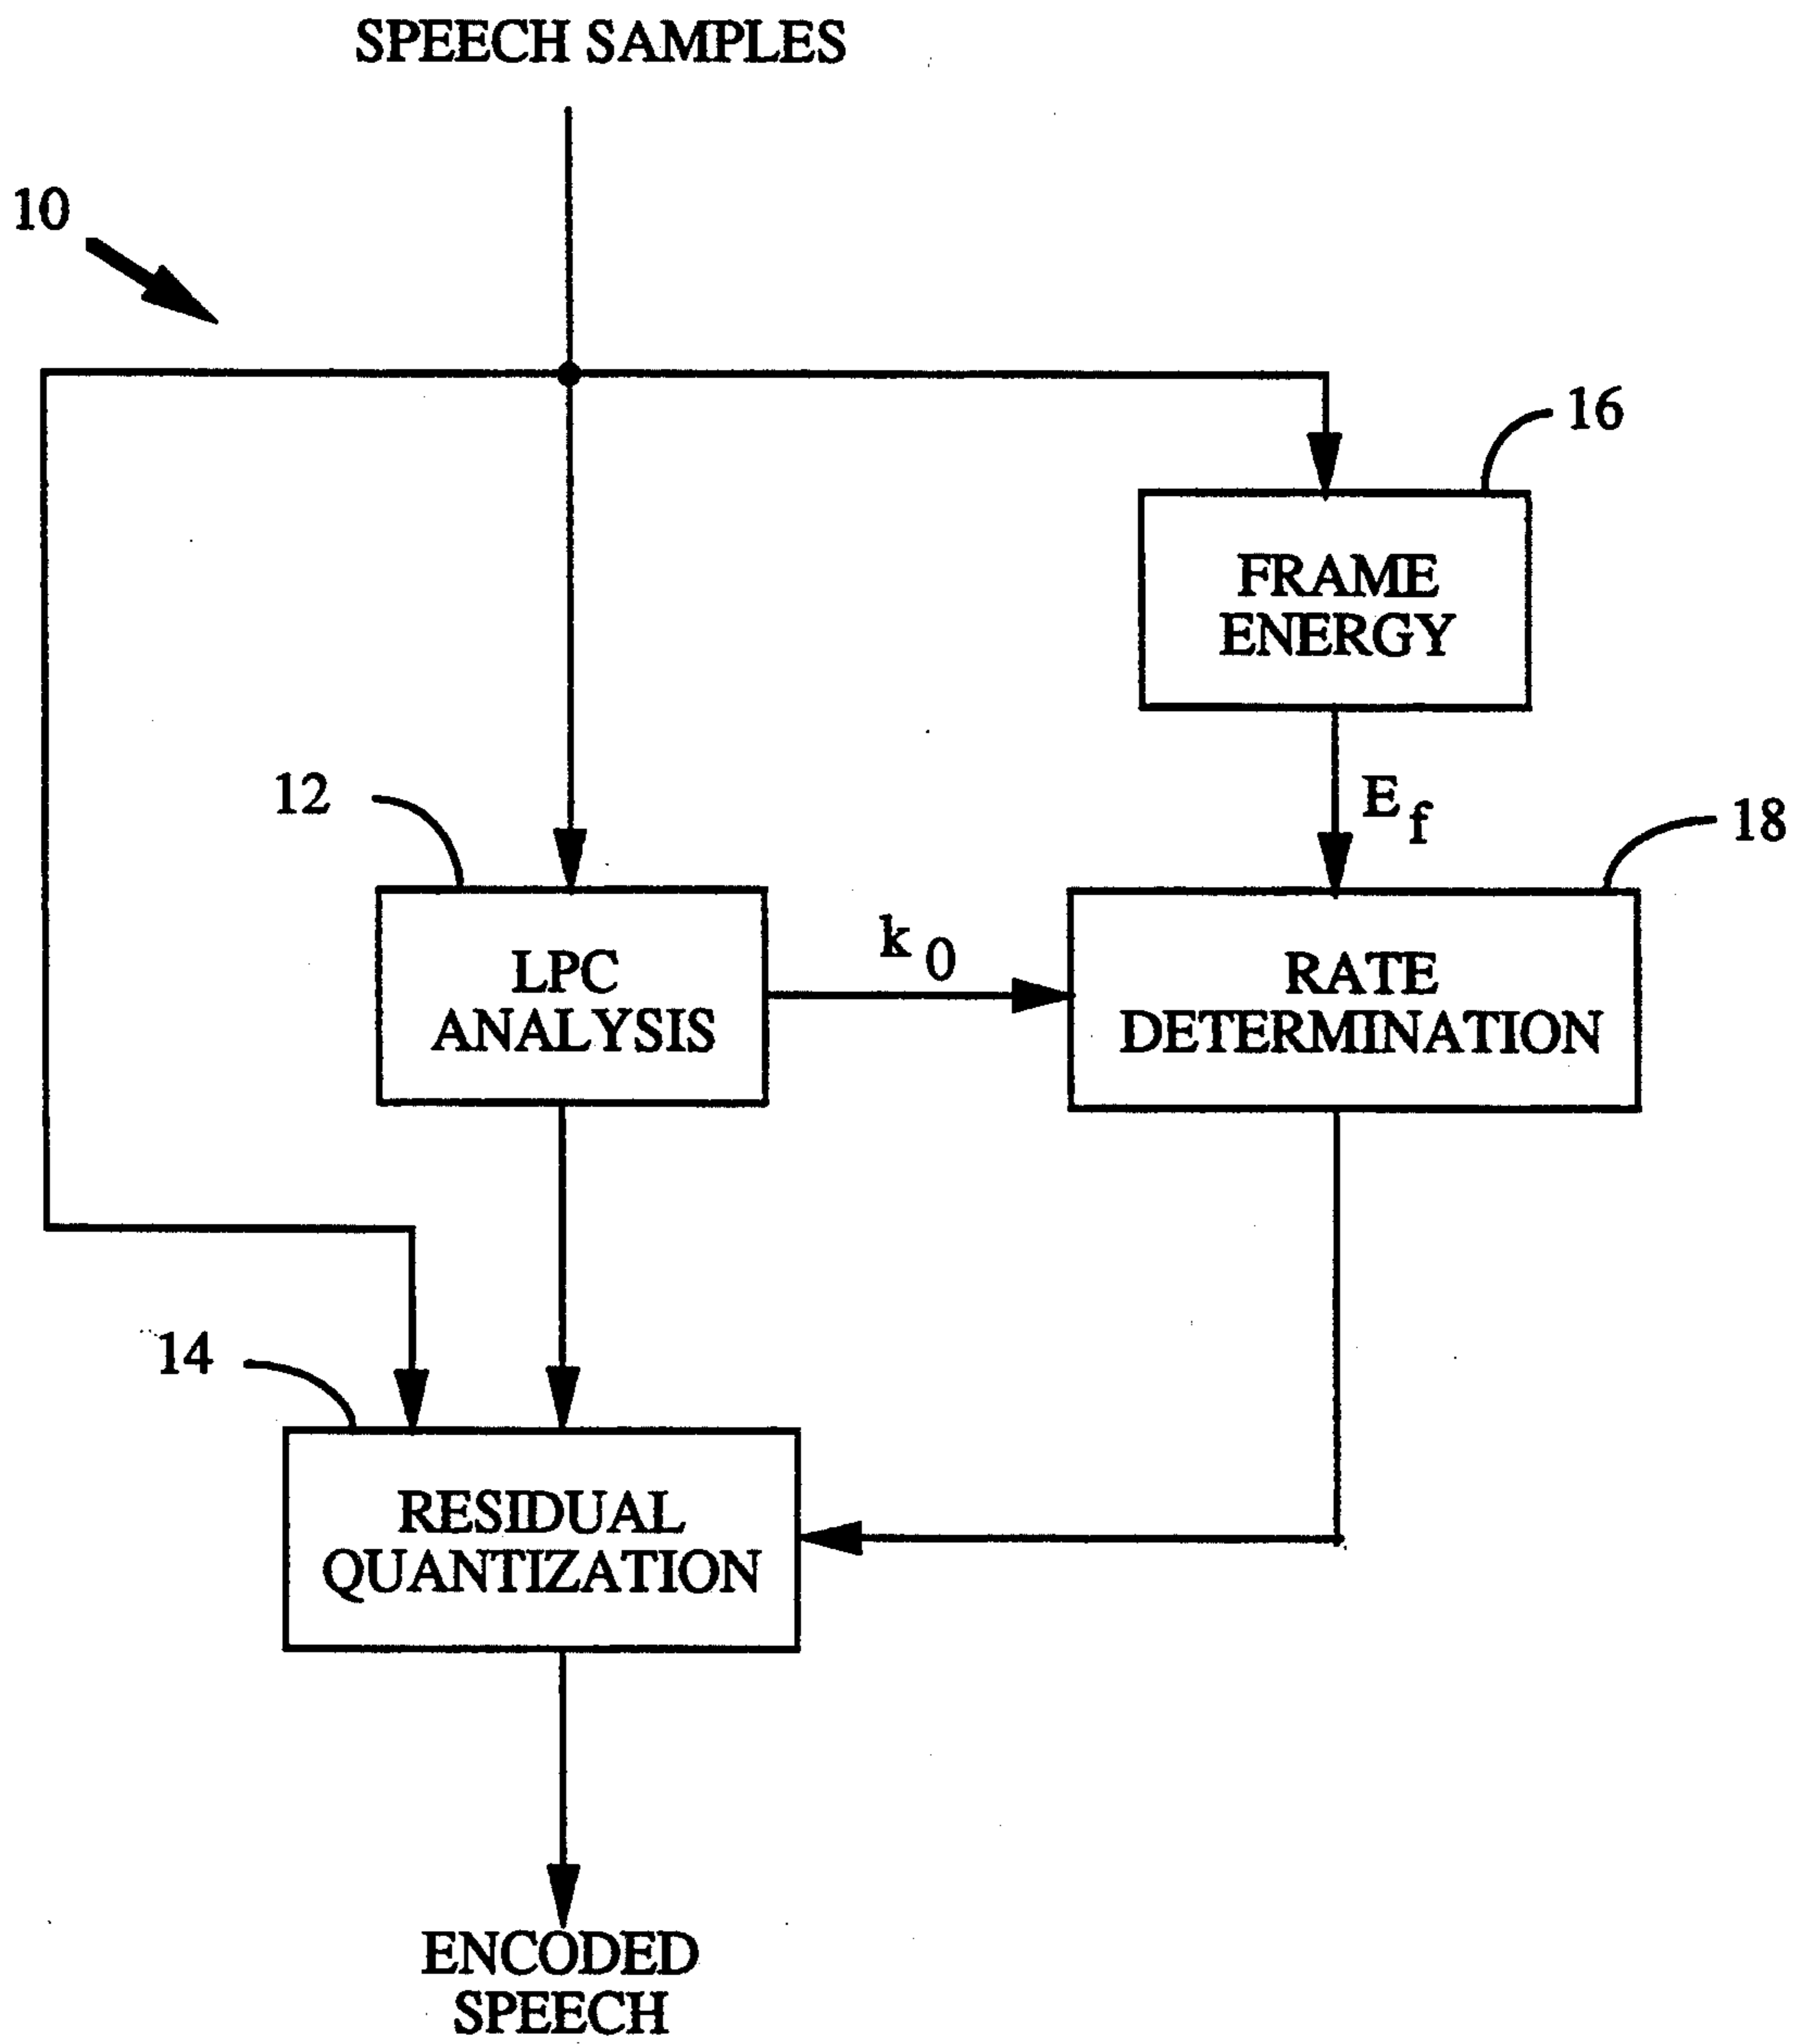 SPEECH SAMPLES
10
16
FRAME
ENERGY
12
E f
18
k 0
LPC
ANALYSIS
RATE
DETERMINATION
14
RESIDUAL
QUANTIZATION
ENCODED
SPEECH